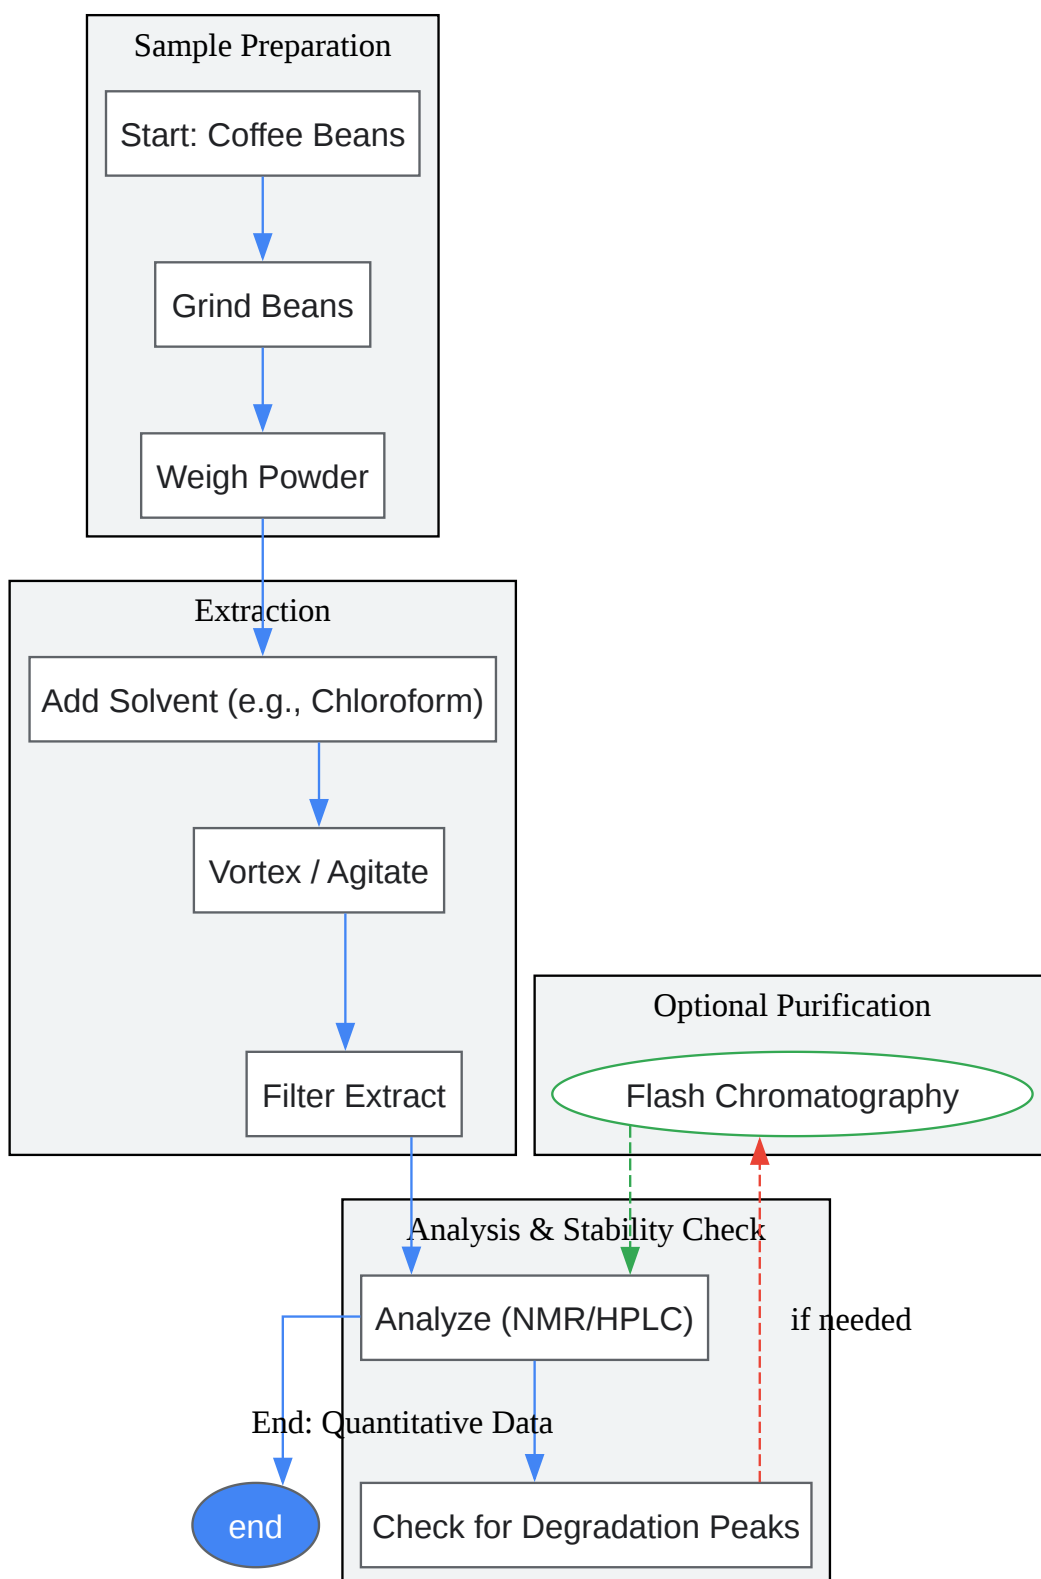 Sample Preparation
Start: Coffee Beans
Grind Beans
Weigh Powder
Extraction
Add Solvent (e.g., Chloroform)
Vortex / Agitate
Filter Extract
Optional Purification
Flash Chromatography
Analysis & Stability Check
Analyze (NMR/HPLC)
if needed
End: Quantitative Data
end
Check for Degradation Peaks